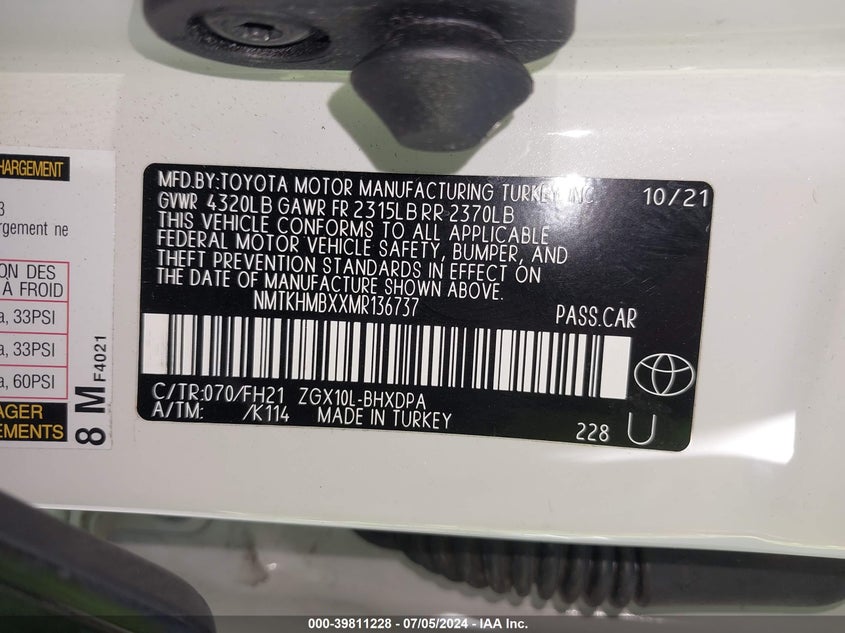 HARGEMENT
3
gement ne
ON DES
À FROID
a, 33PSI
a, 33PSI
a, 60PSI
AGER
EMENTS
8 M F4021
MFD.BY:TOYOTA MOTOR MANUFACTURING TURKEY INC. 10/21
GVWR 4320LB GAWR FR 2315LB RR 2370LB
THIS VEHICLE CONFORMS TO ALL APPLICABLE
FEDERAL MOTOR VEHICLE SAFETY, BUMPER, AND
THEFT PREVENTION STANDARDS IN EFFECT ON
THE DATE OF MANUFACTURE SHOWN ABOVE.
NMTKHMBXXMR136737 PASS.CAR
C/TR:070/FH21 ZGX10L-BHXDPA
A/TM: /K114 MADE IN TURKEY
228 U
000-39811228 - 07/05/2024 - IAA Inc.